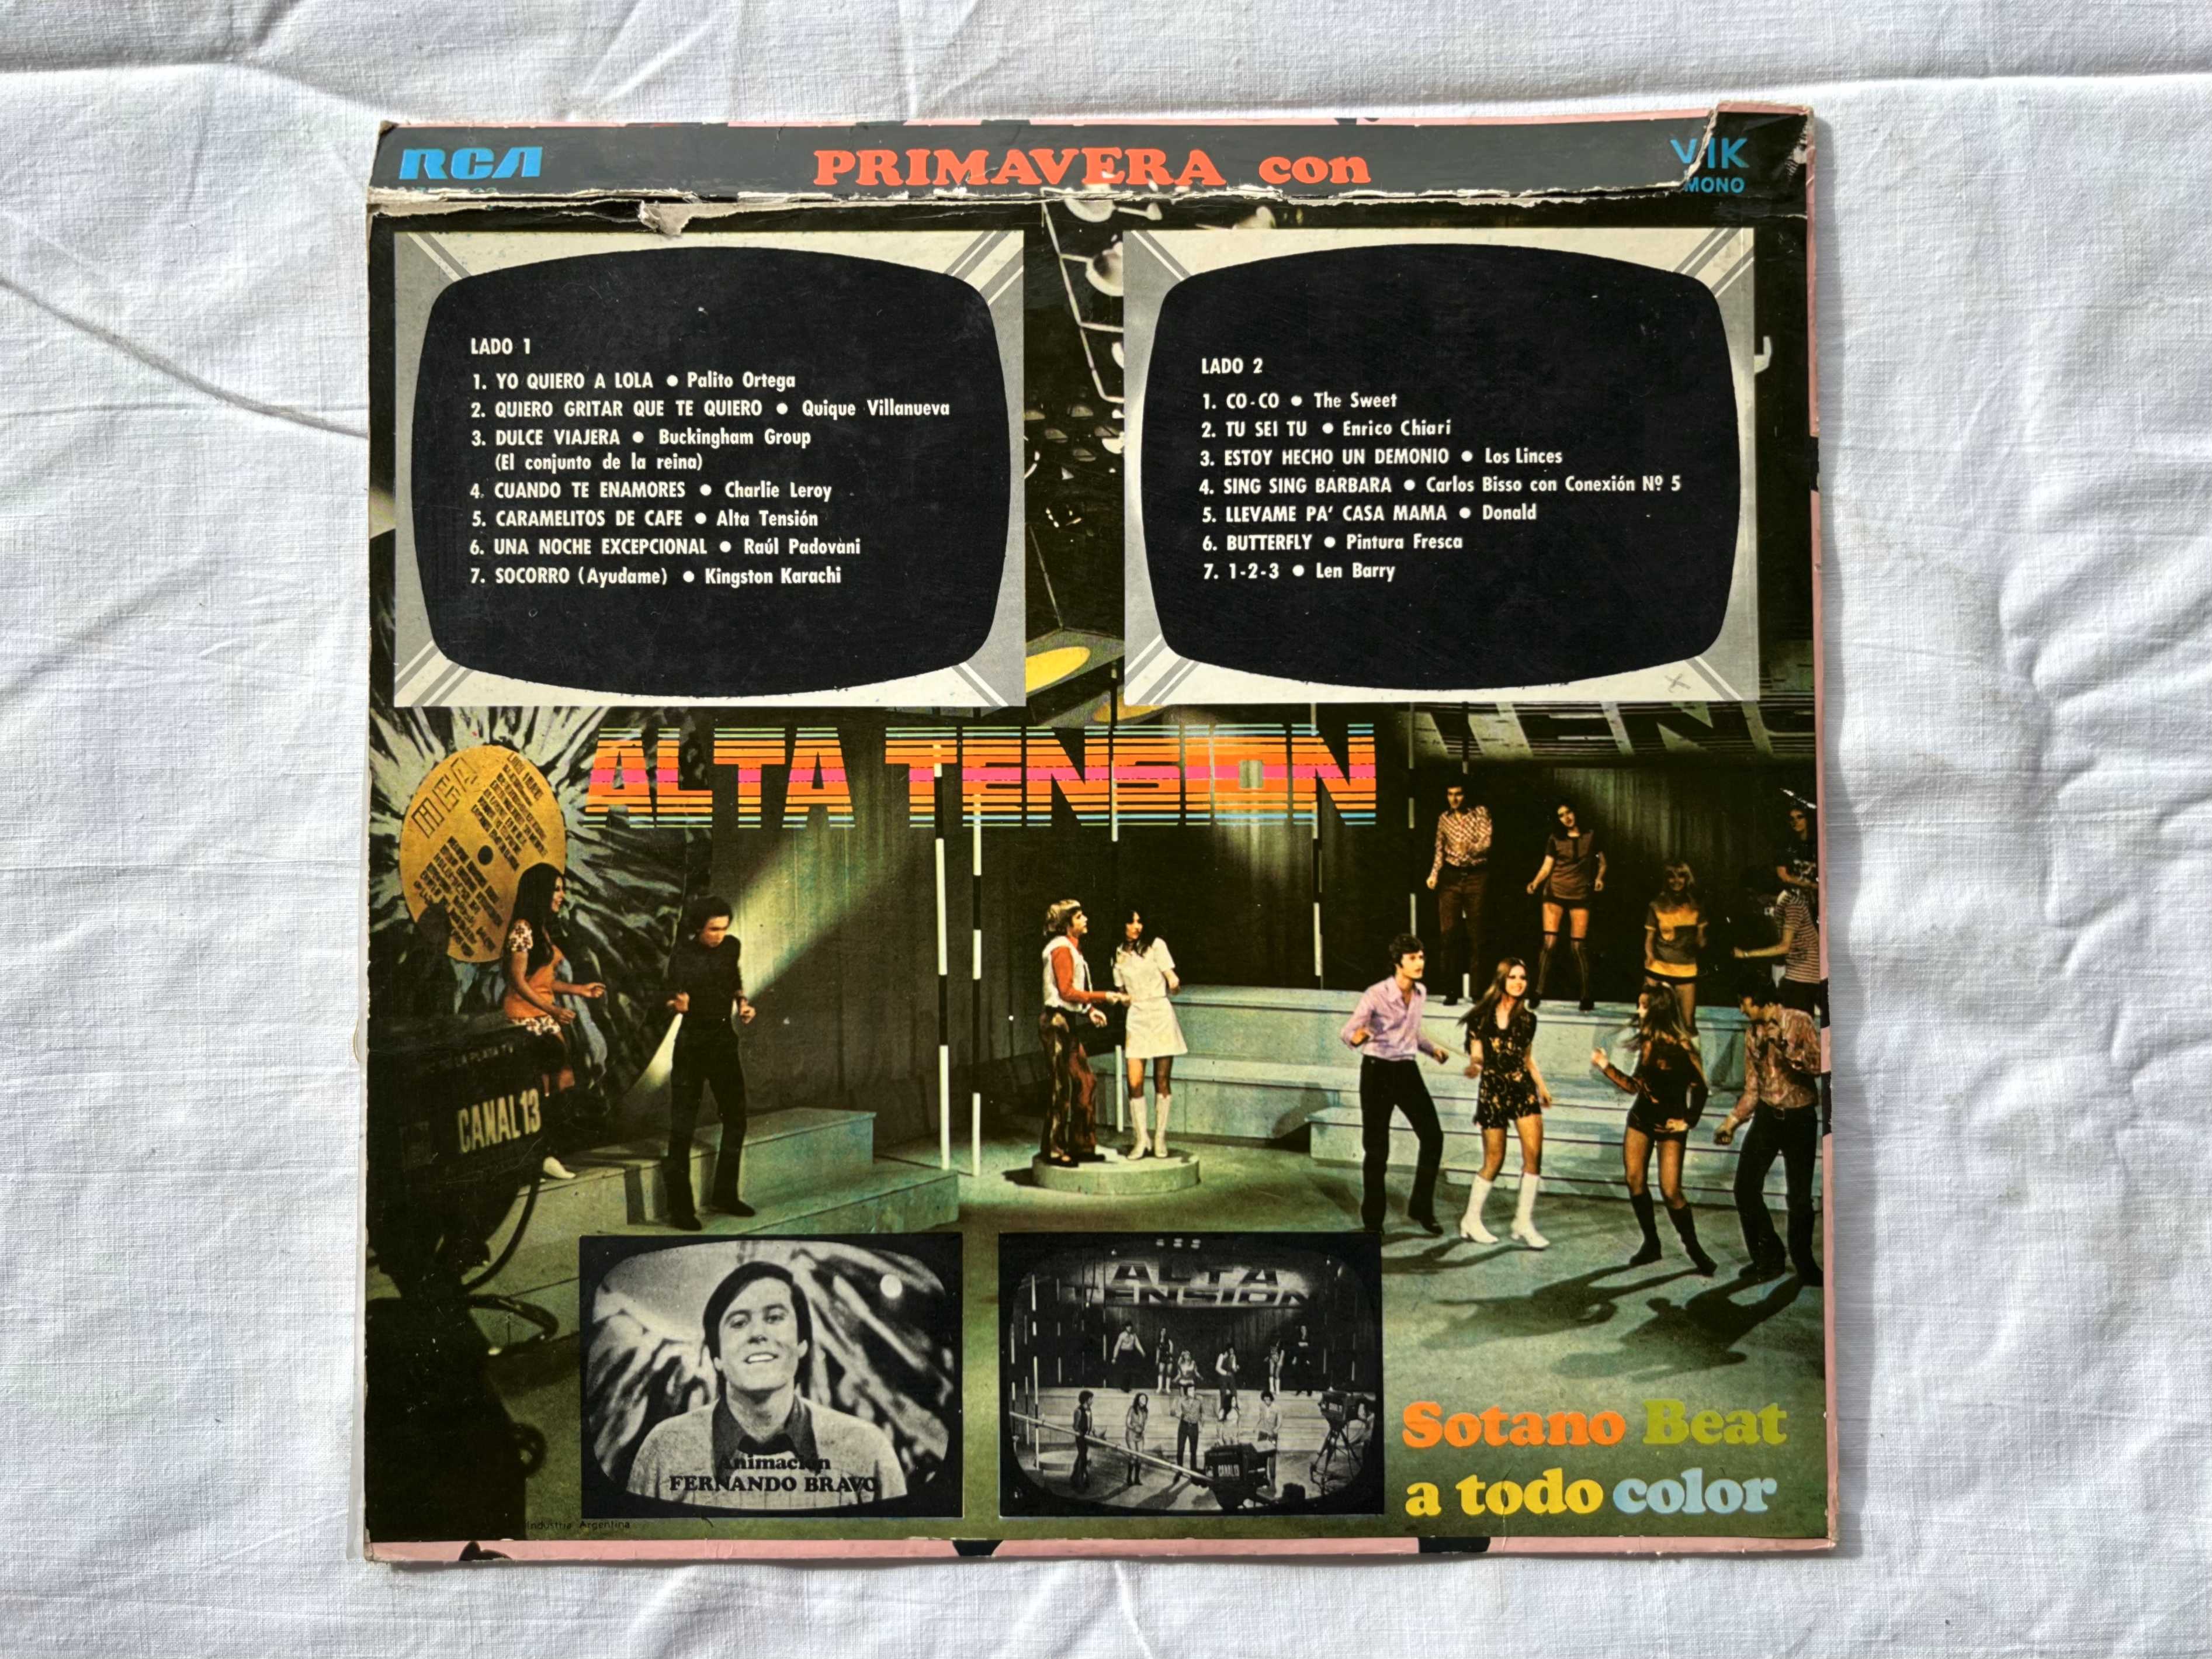 RCA
PRIMAVERA con
VIK
MONO
LADO 1
1. YO QUIERO A LOLA ● Palito Ortega
2. QUIERO GRITAR QUE TE QUIERO ● Quique Villanueva
3. DULCE VIAJERA ● Buckingham Group
(El conjunto de la reina)
4. CUANDO TE ENAMORES ● Charlie Leroy
5. CARAMELITOS DE CAFE ● Alta Tensión
6. UNA NOCHE EXCEPCIONAL ● Raúl Padovani
7. SOCORRO (Ayudame) ● Kingston Karachi
LADO 2
1. CO-CO ● The Sweet
2. TU SEI TU ● Enrico Chiari
3. ESTOY HECHO UN DEMONIO ● Los Linces
4. SING SING BARBARA ● Carlos Bisso con Conexión Nº 5
5. LLEVAME PA' CASA MAMA ● Donald
6. BUTTERFLY ● Pintura Fresca
7. 1-2-3 ● Len Barry
ALTA TENSION
LA PLATA TV
CANAL 13
ALTA
TENSION
Animación
FERNANDO BRAVO
CANAL 13
Sotano Beat
a todo color
Industria Argentina